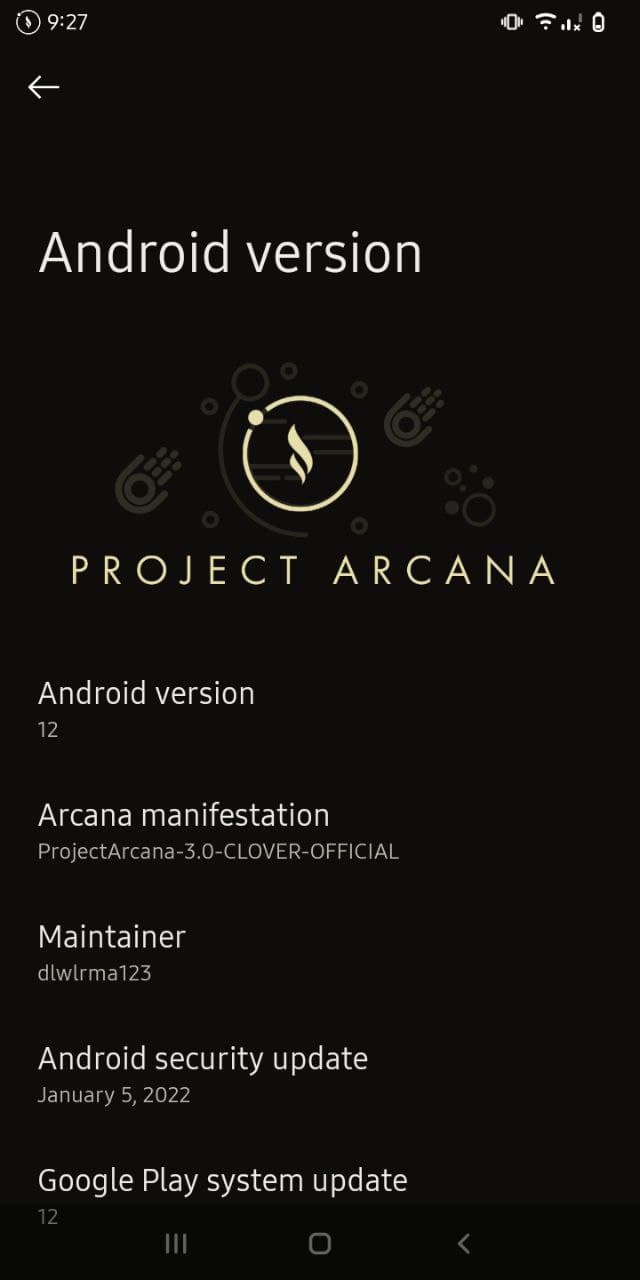 9:27
Android version
PROJECT ARCANA
Android version
12
Arcana manifestation
ProjectArcana-3.0-CLOVER-OFFICIAL
Maintainer
dlwlrma123
Android security update
January 5, 2022
Google Play system update
12